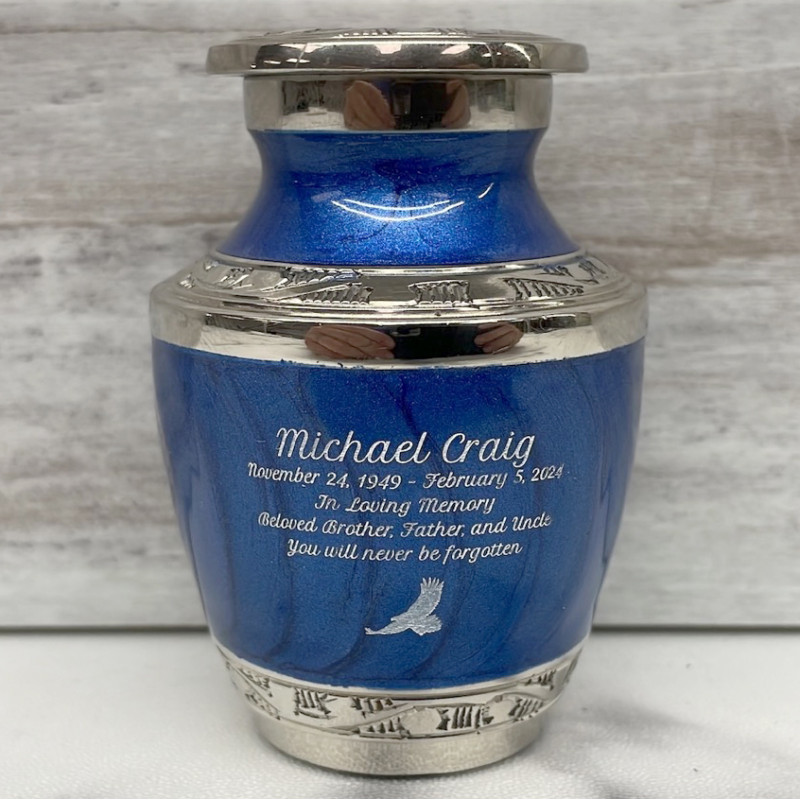 Michael Craig
November 24, 1949 - February 5, 2024
In Loving Memory
Beloved Brother, Father, and Uncle
You will never be forgotten